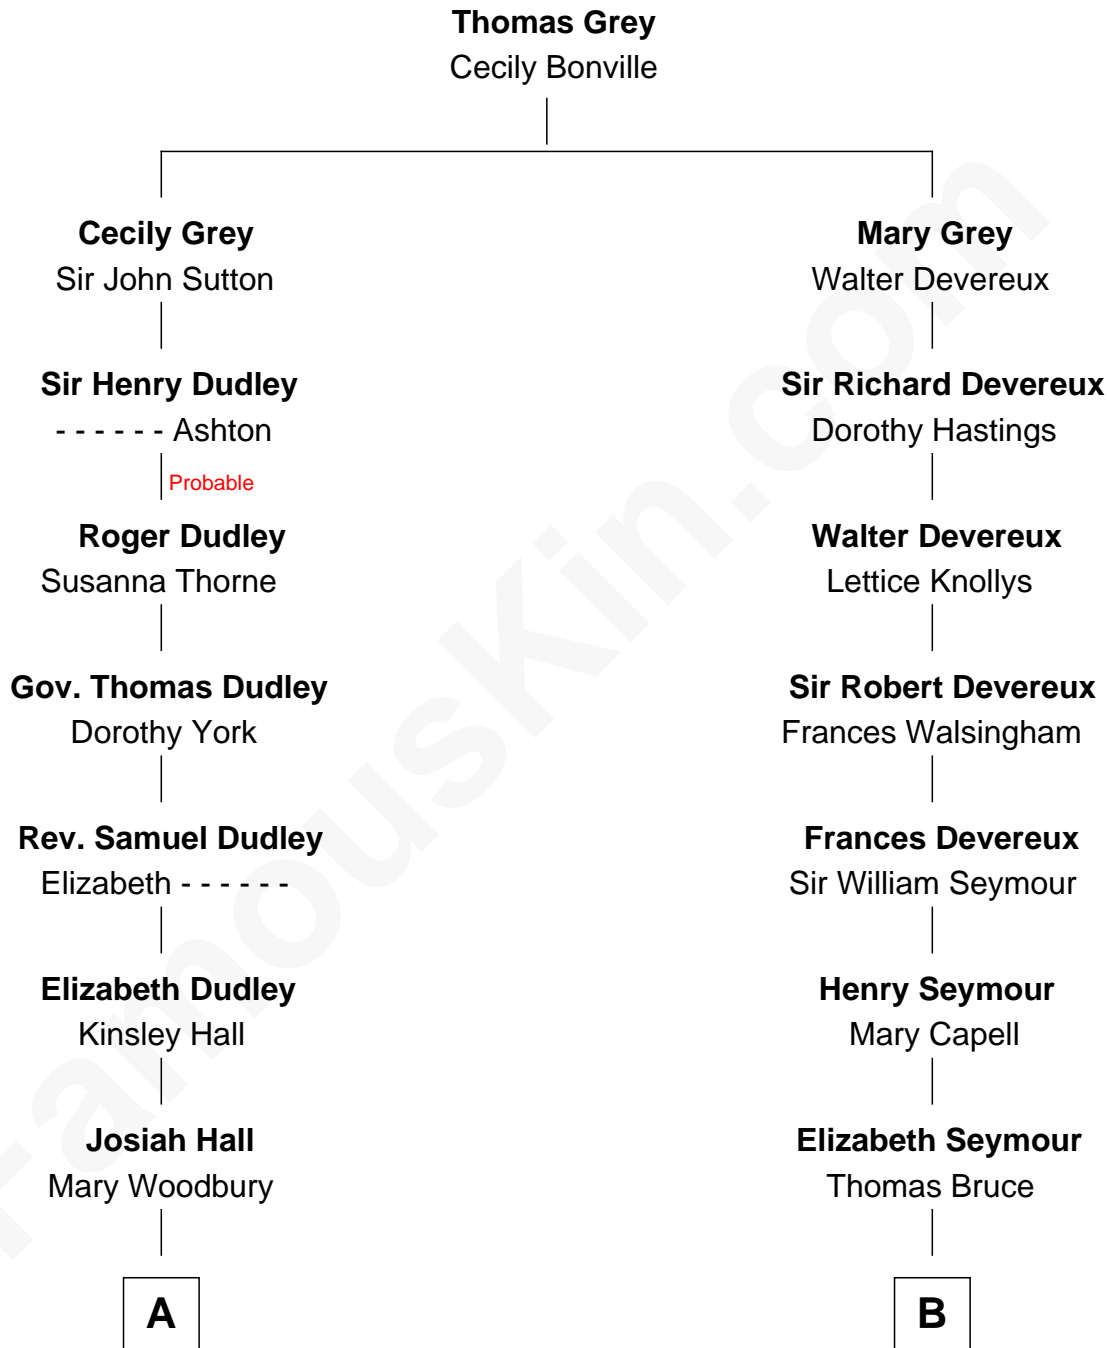 Thomas Grey
Cecily Bonville
Cecily Grey
Sir John Sutton
Mary Grey
Walter Devereux
Sir Henry Dudley
- - - - - - Ashton
Sir Richard Devereux
Dorothy Hastings
Probable
Roger Dudley
Susanna Thorne
Walter Devereux
Lettice Knollys
Gov. Thomas Dudley
Dorothy York
Sir Robert Devereux
Frances Walsingham
Rev. Samuel Dudley
Elizabeth - - - - - -
Frances Devereux
Sir William Seymour
Elizabeth Dudley
Kinsley Hall
Henry Seymour
Mary Capell
Josiah Hall
Mary Woodbury
Elizabeth Seymour
Thomas Bruce
A
B
FamousKin.com